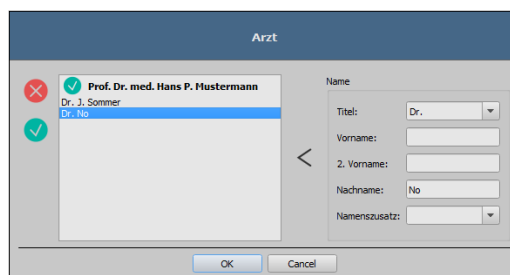 Arzt
Prof. Dr. med. Hans P. Mustermann
Dr. J. Sommer
Dr. No
Name
Titel: Dr.
Vorname:
2. Vorname:
Nachname: No
Namenszusatz:
OK Cancel